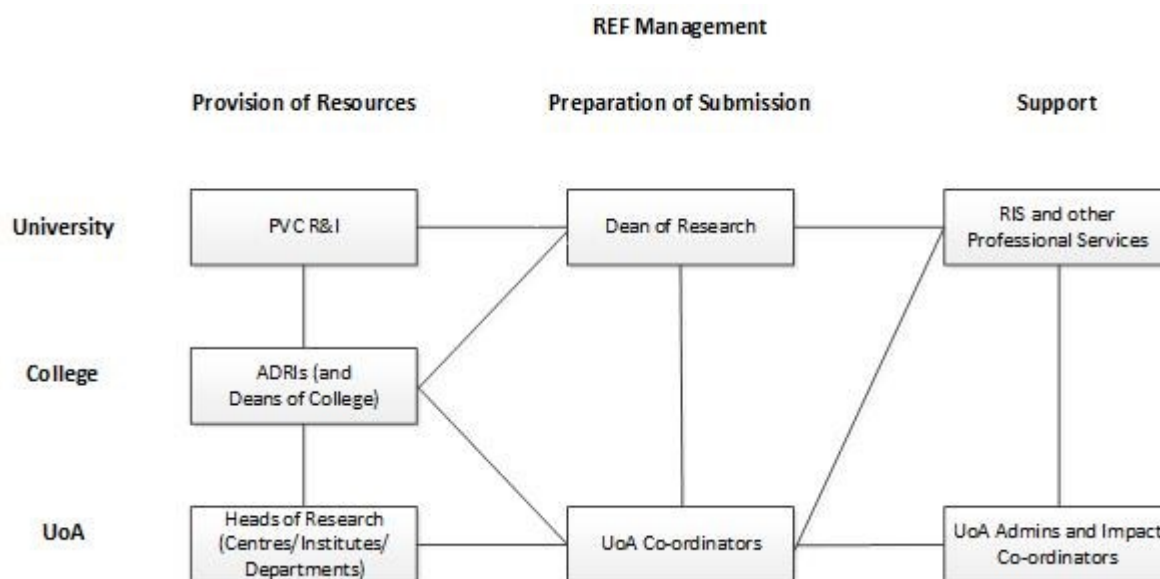 REF Management
Provision of Resources
Preparation of Submission
Support
University
PVC R&I
Dean of Research
RIS and other
Professional Services
College
ADRIs (and
Deans of College)
UoA
Heads of Research
(Centres/Institutes/
Departments)
UoA Co-ordinators
UoA Admins and Impact
Co-ordinators